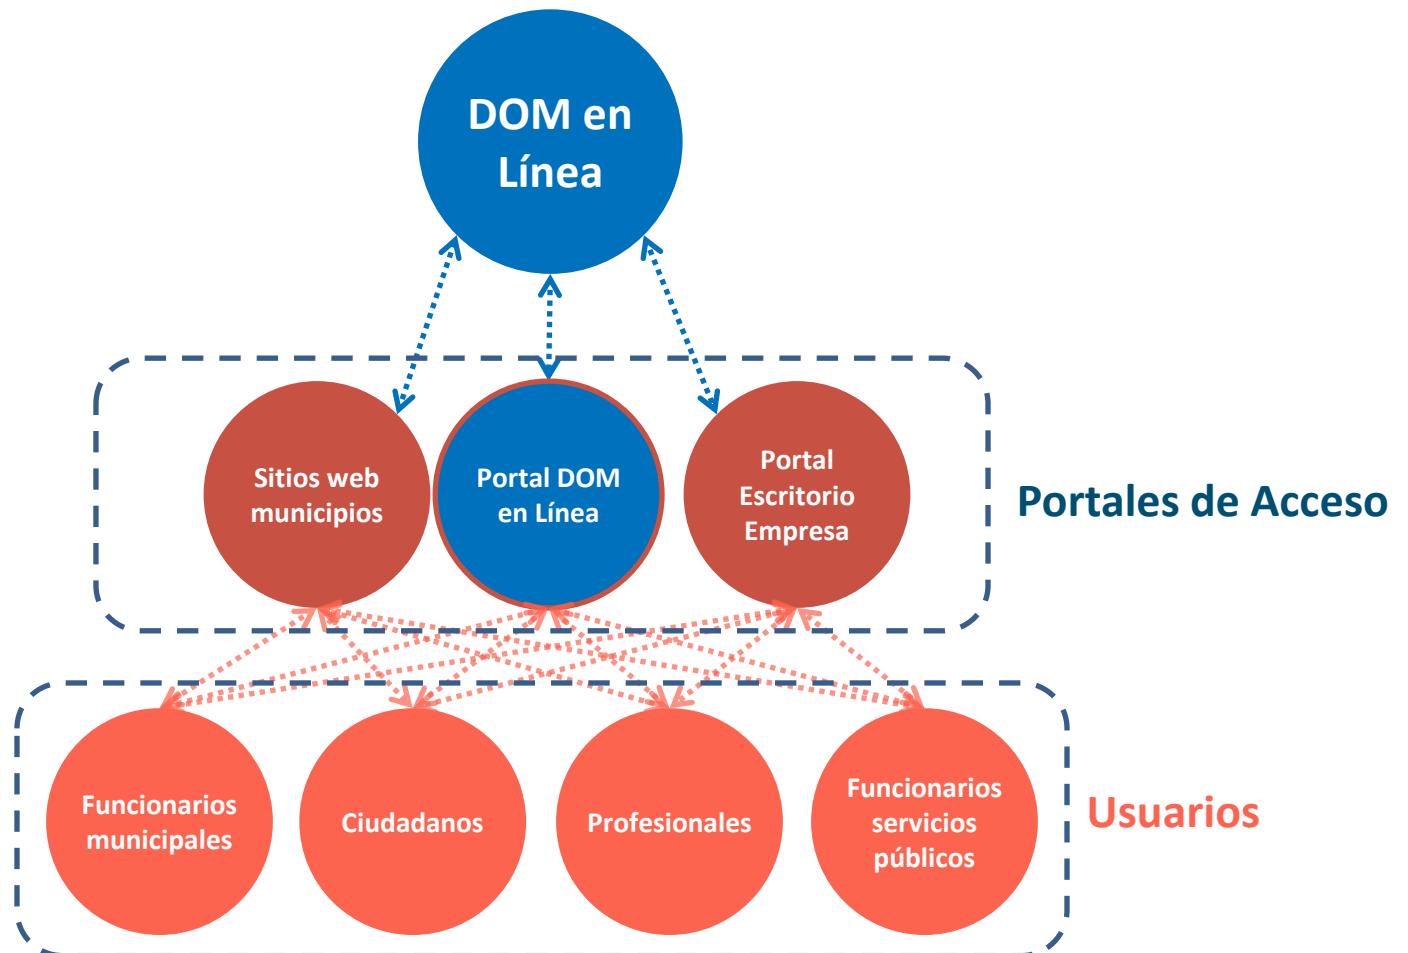 DOM en
Línea
Sitios web
municipios
Portal DOM
en Línea
Portal
Escritorio
Empresa
Portales de Acceso
Funcionarios
municipales
Ciudadanos
Profesionales
Funcionarios
servicios
públicos
Usuarios